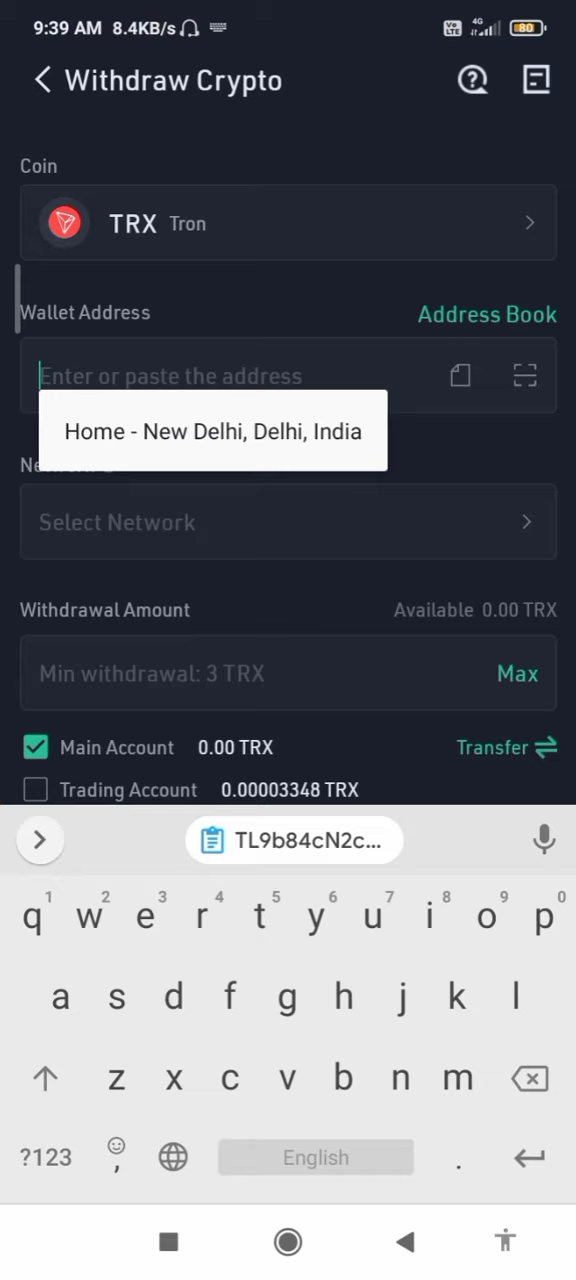 9:39 AM 8.4KB/s Vo LTE 4G 80
Withdraw Crypto
Coin
TRX Tron
Wallet Address Address Book
Enter or paste the address
Home - New Delhi, Delhi, India
Select Network
Withdrawal Amount Available 0.00 TRX
Min withdrawal: 3 TRX Max
Main Account 0.00 TRX Transfer
Trading Account 0.00003348 TRX
TL9b84cN2c...
1 2 3 4 5 6 7 8 9 0
q w e r t y u i o p
a s d f g h j k l
z x c v b n m
?123 , English .